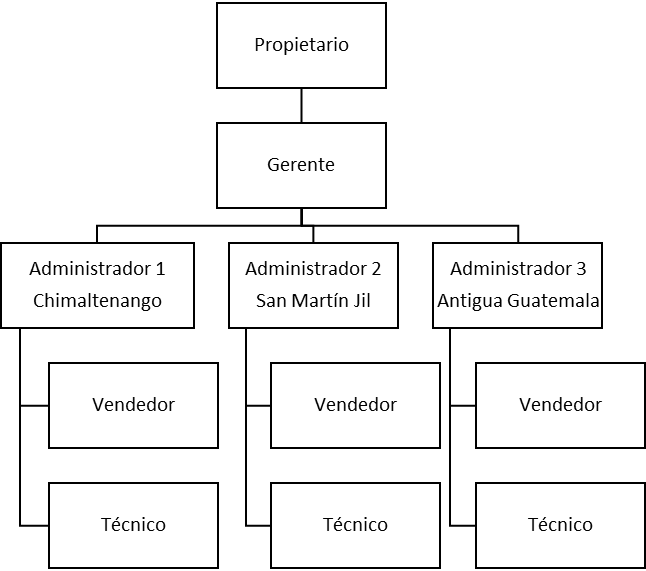 Propietario
Gerente
Administrador 1
Chimaltenango
Administrador 2
San Martín Jil
Administrador 3
Antigua Guatemala
Vendedor
Vendedor
Vendedor
Técnico
Técnico
Técnico